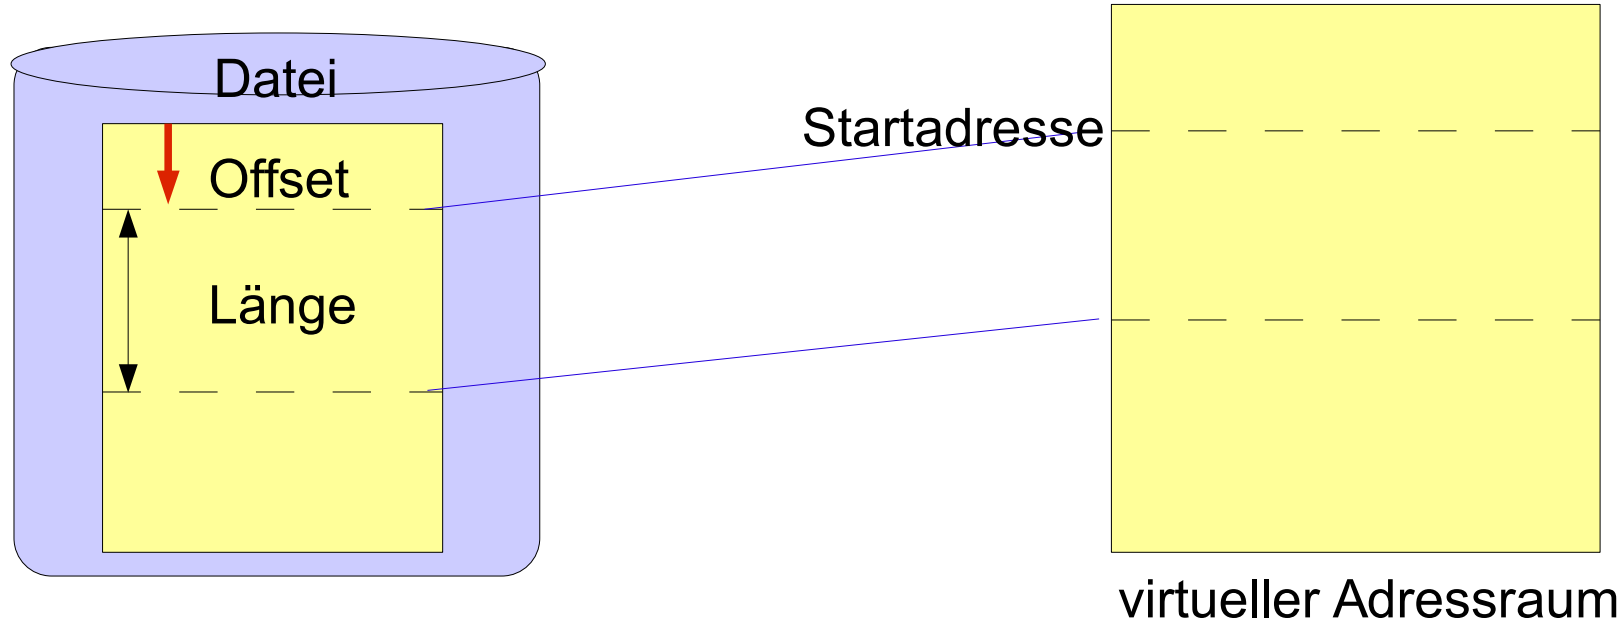 Datei
Startadresse
Offset
Länge
virtueller Adressraum